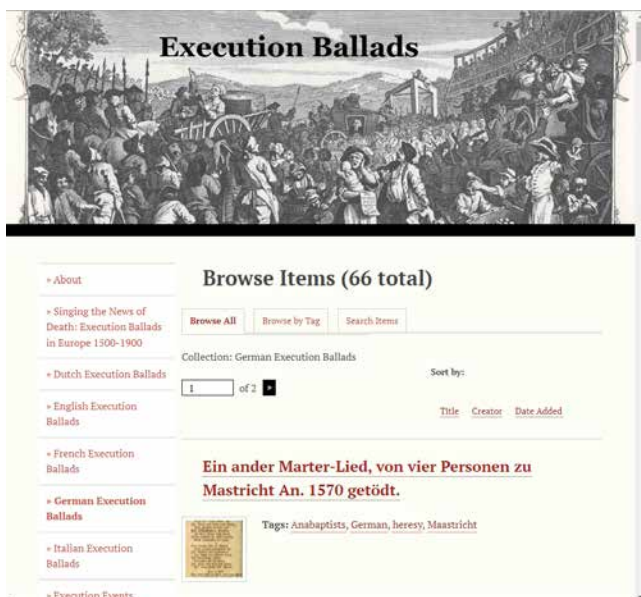 Execution Ballads
» About
» Singing the News of
Death: Execution Ballads
in Europe 1500-1900
» Dutch Execution Ballads
» English Execution
Ballads
» French Execution
Ballads
» German Execution
Ballads
» Italian Execution
Ballads
» Execution Events
Browse Items (66 total)
Browse All
Browse by Tag
Search Items
Collection: German Execution Ballads
1 of 2 »
Sort by:
Title Creator Date Added
Ein ander Marter-Lied, von vier Personen zu
Mastricht An. 1570 getödt.
Tags: Anabaptists, German, heresy, Maastricht